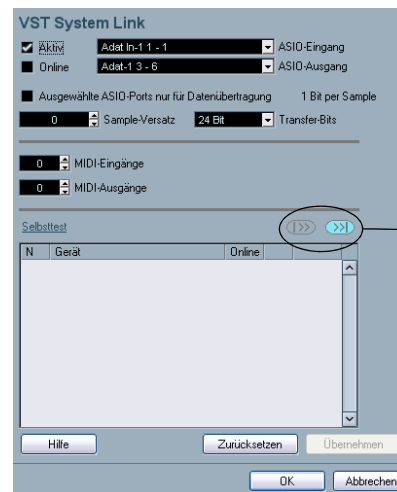 VST System Link
Aktiv Adat In-1 1 - 1 ASIO-Eingang
Online Adat-1 3 - 6 ASIO-Ausgang
Ausgewählte ASIO-Ports nur für Datenübertragung 1 Bit per Sample
0 Sample-Versatz 24 Bit Transfer-Bits
0 MIDI-Eingänge
0 MIDI-Ausgänge
Selbsttest
N Gerät Online
Hilfe Zurücksetzen Übernehmen
OK Abbrechen